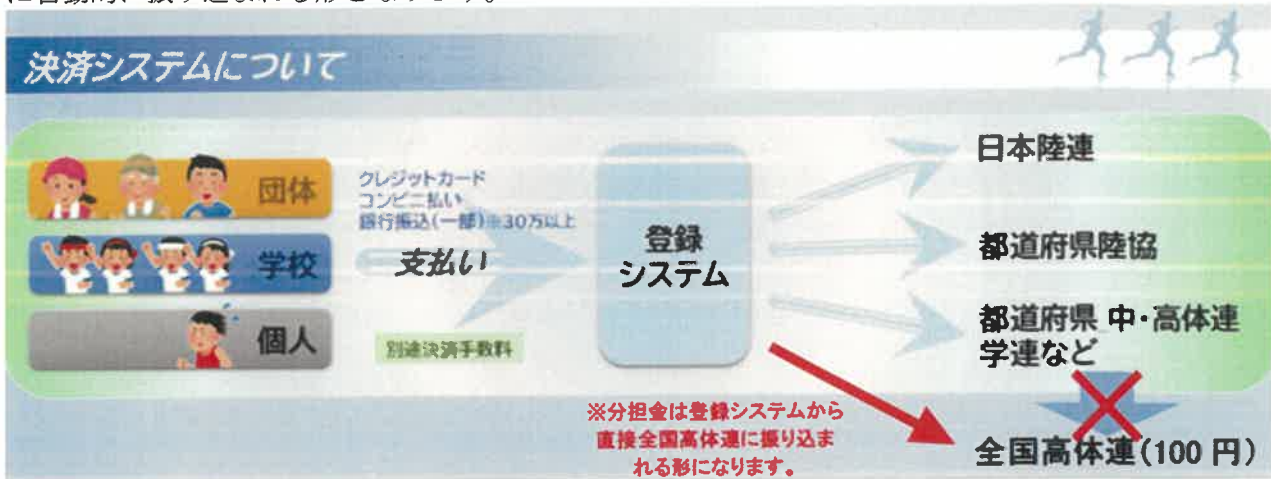 決済システムについて
団体
学校
個人
クレジットカード
コンビニ払い
銀行振込(一部)※30万以上
支払い
別途決済手数料
登録
システム
日本陸連
都道府県陸協
都道府県 中・高体連
学連など
※分担金は登録システムから
直接全国高体連に振り込ま
れる形になります。
全国高体連(100 円)